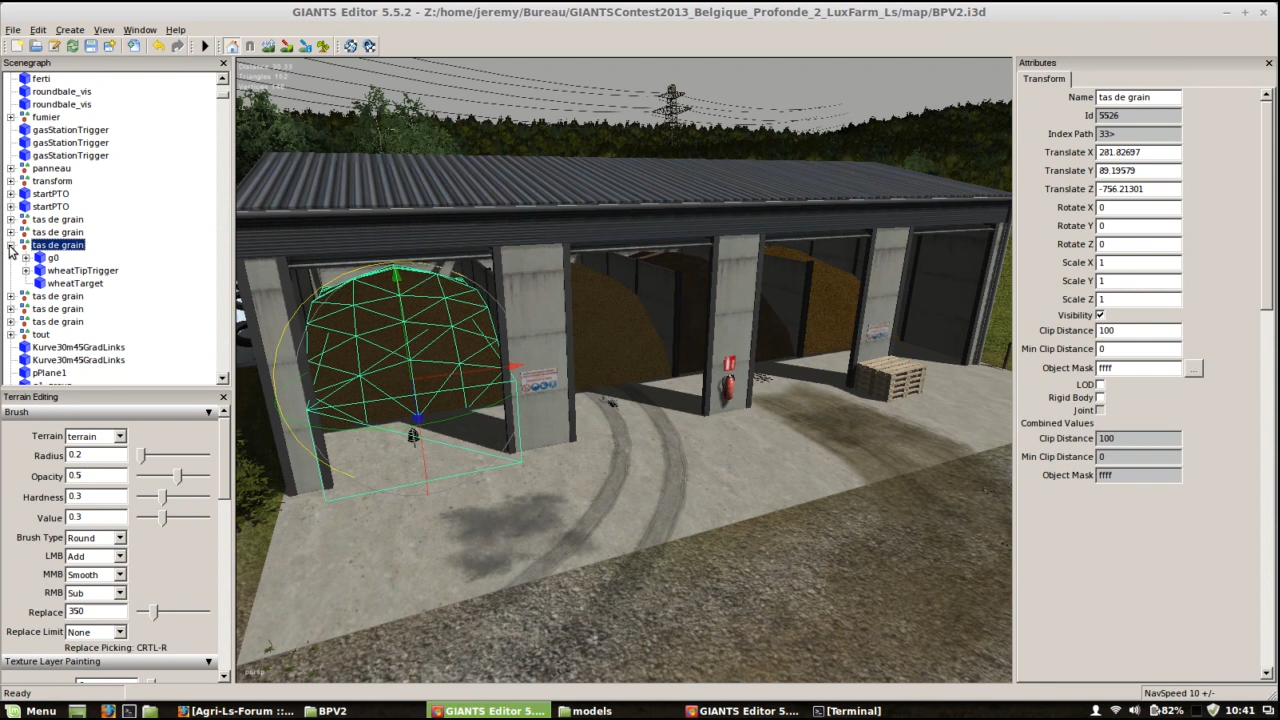 GIANTS Editor 5.5.2 - Z:/home/jeremy/Bureau/GIANTSContest2013_Belgique_Profonde_2_LuxFarm_Ls/map/BPV2.i3d
File Edit Create View Window Help
Scenegraph
ferti
roundbale_vis
roundbale_vis
fumier
gasStationTrigger
gasStationTrigger
gasStationTrigger
panneau
transform
startPTO
startPTO
tas de grain
tas de grain
tas de grain
g0
wheatTipTrigger
wheatTarget
tas de grain
tas de grain
tas de grain
tout
Kurve30m45GradLinks
Kurve30m45GradLinks
pPlane1
Terrain Editing
Brush
Terrain terrain
Radius 0.2
Opacity 0.5
Hardness 0.3
Value 0.3
Brush Type Round
LMB Add
MMB Smooth
RMB Sub
Replace 350
Replace Limit None
Replace Picking: CRTL-R
Texture Layer Painting
persp
Attributes
Transform
Name tas de grain
Id 5526
Index Path 33>
Translate X 281.82697
Translate Y 89.19579
Translate Z -756.21301
Rotate X 0
Rotate Y 0
Rotate Z 0
Scale X 1
Scale Y 1
Scale Z 1
Visibility
Clip Distance 100
Min Clip Distance 0
Object Mask ffff ...
LOD
Rigid Body
Joint
Combined Values
Clip Distance 100
Min Clip Distance 0
Object Mask ffff
Ready
NavSpeed 10 +/-
Menu [Agri-Ls-Forum ::... BPV2 GIANTS Editor 5.... models GIANTS Editor 5.... [Terminal] 82% 10:41